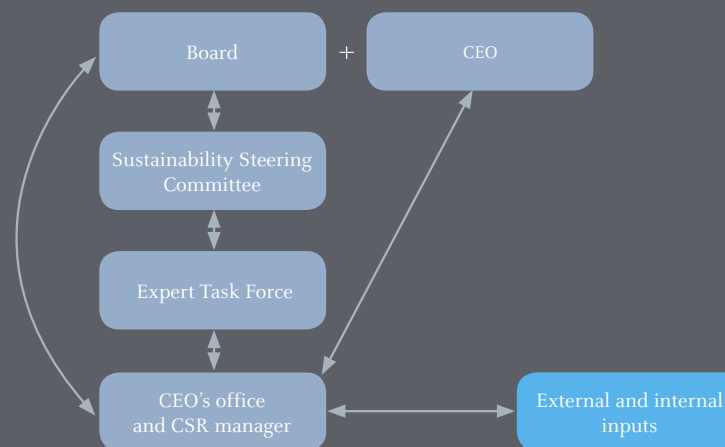 Board
+
CEO
Sustainability Steering
Committee
Expert Task Force
CEO’s office
and CSR manager
External and internal
inputs